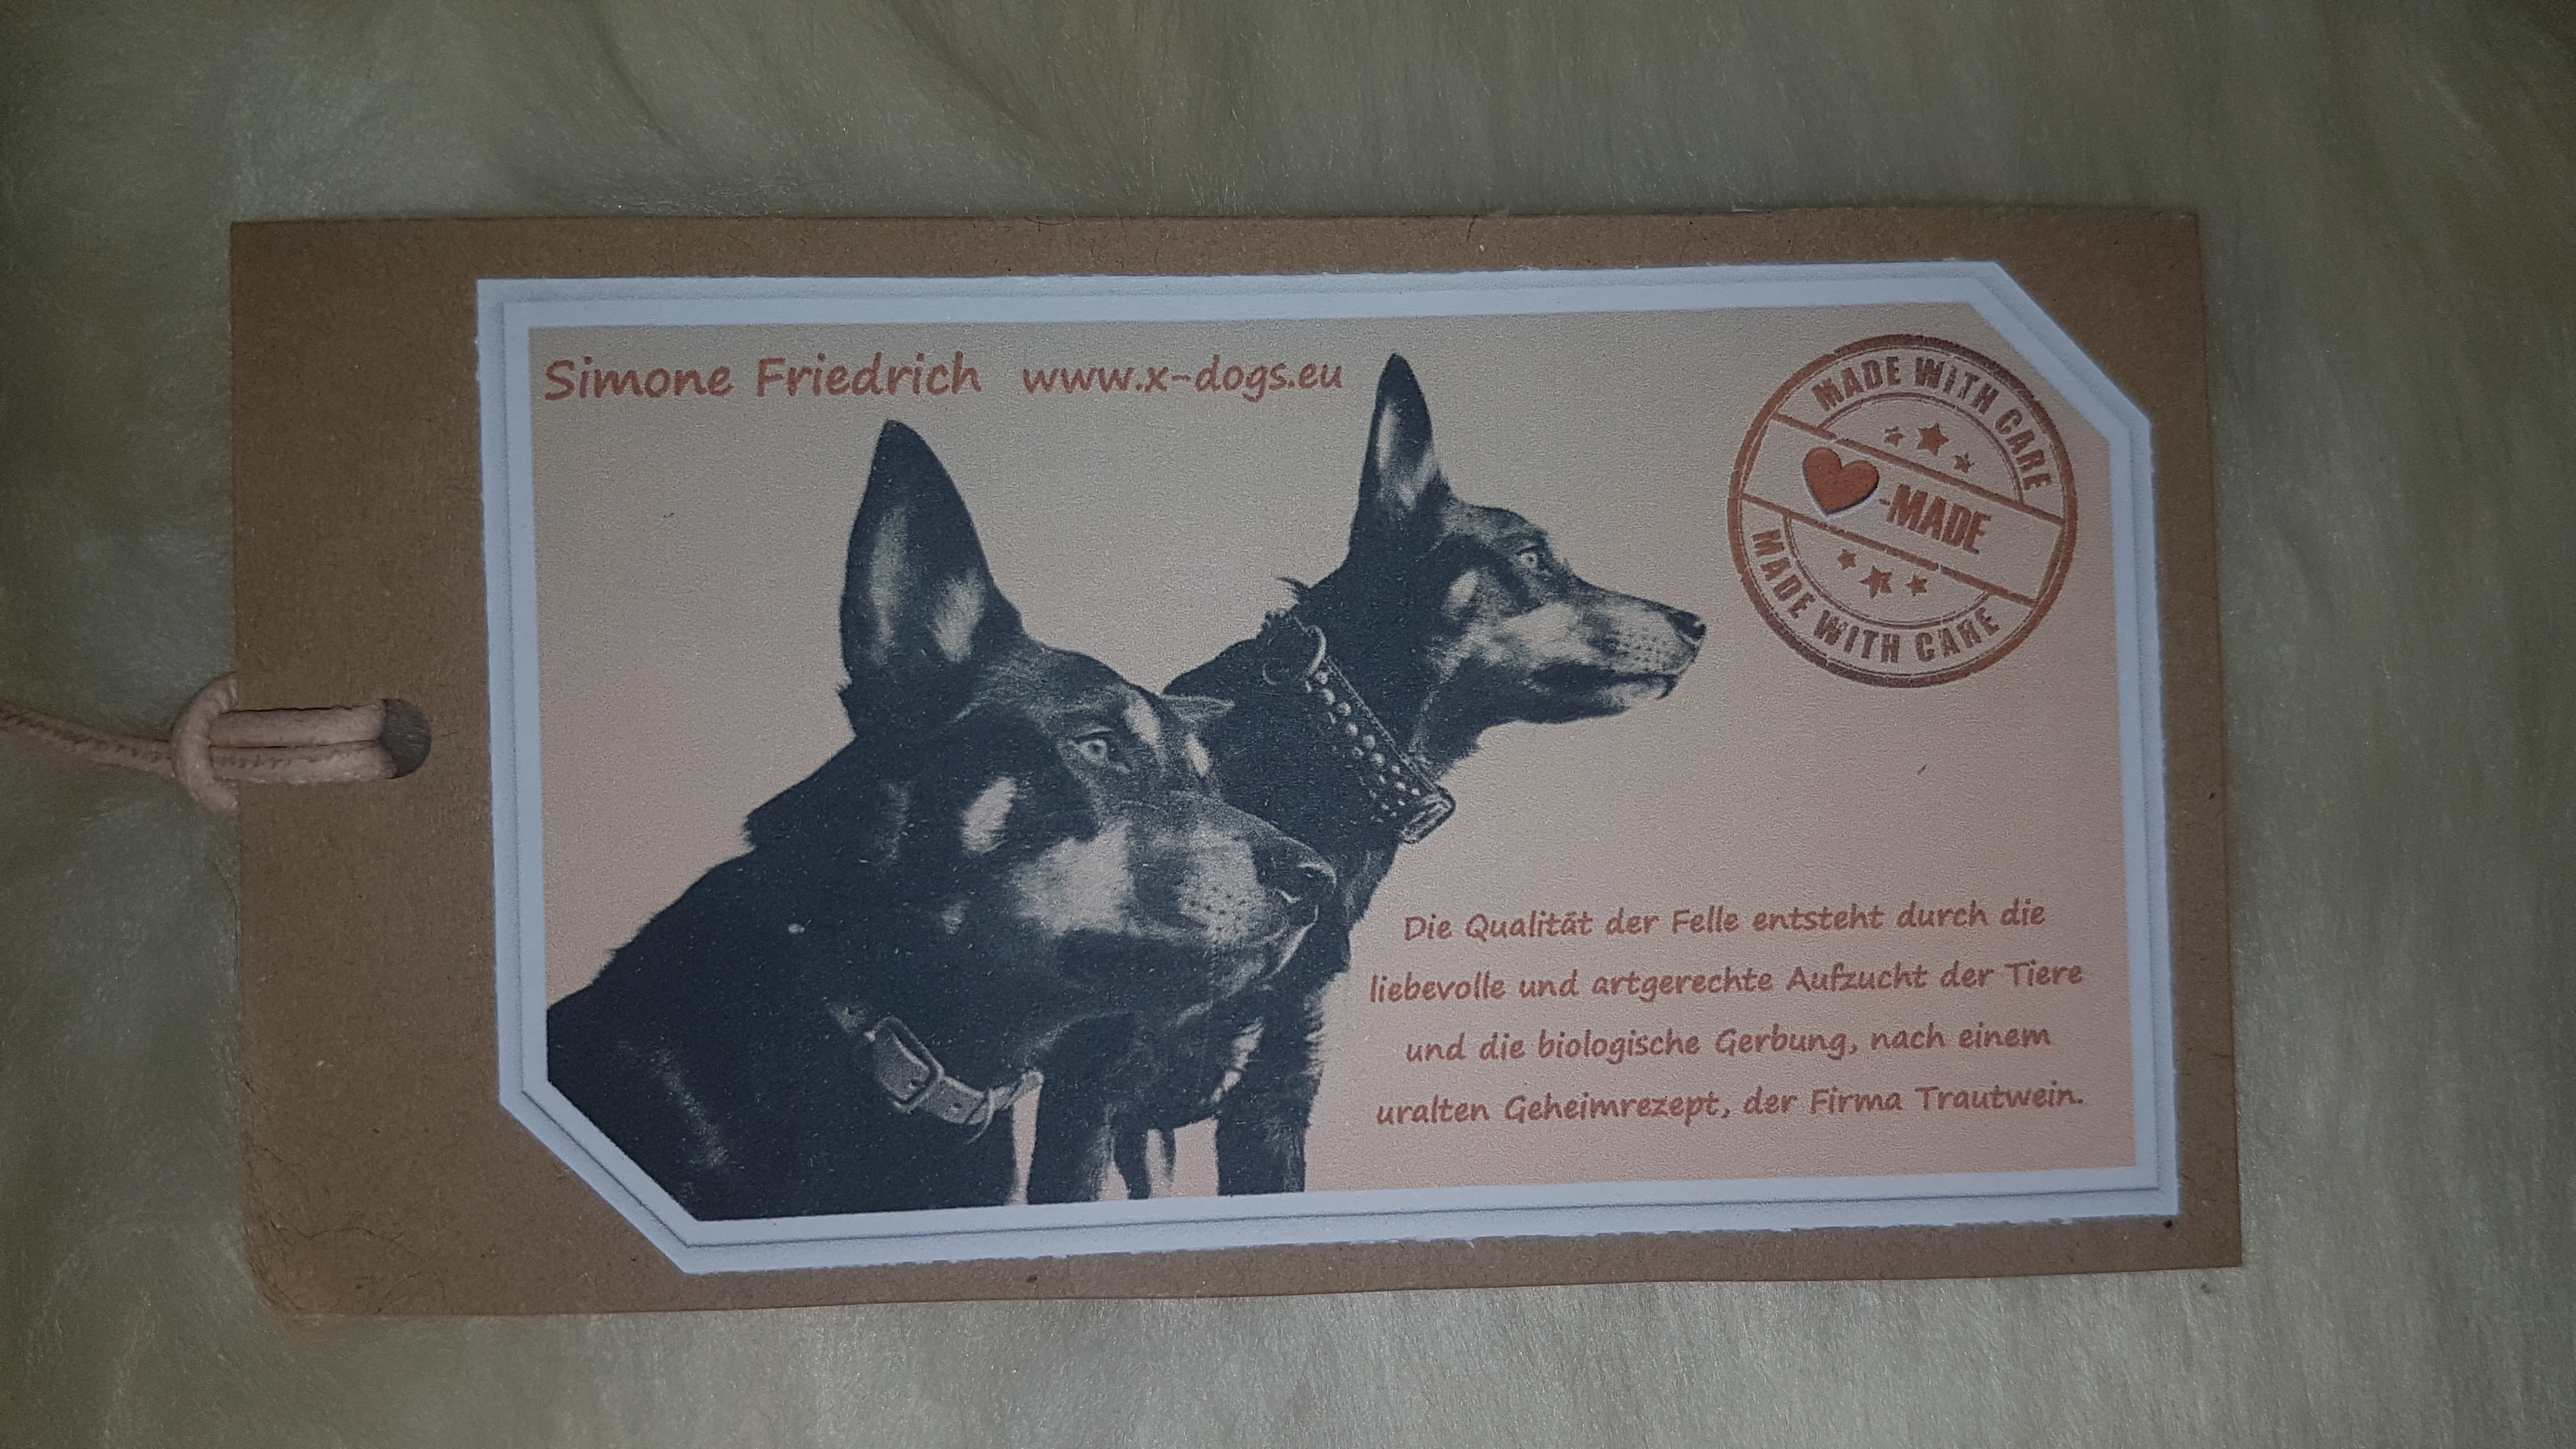 Simone Friedrich www.x-dogs.eu
MADE WITH CARE
-MADE
MADE WITH CARE
Die Qualität der Felle entsteht durch die
liebevolle und artgerechte Aufzucht der Tiere
und die biologische Gerbung, nach einem
uralten Geheimrezept, der Firma Trautwein.